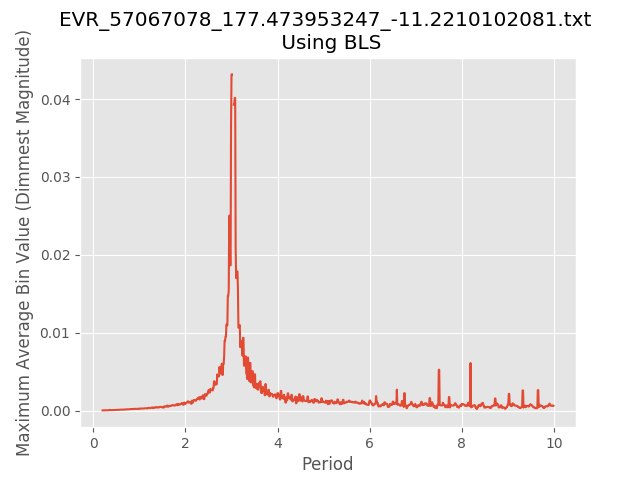 EVR_57067078_177.473953247_-11.2210102081.txt
Using BLS
Maximum Average Bin Value (Dimmest Magnitude)
0.04
0.03
0.02
0.01
0.00
0 2 4 6 8 10
Period